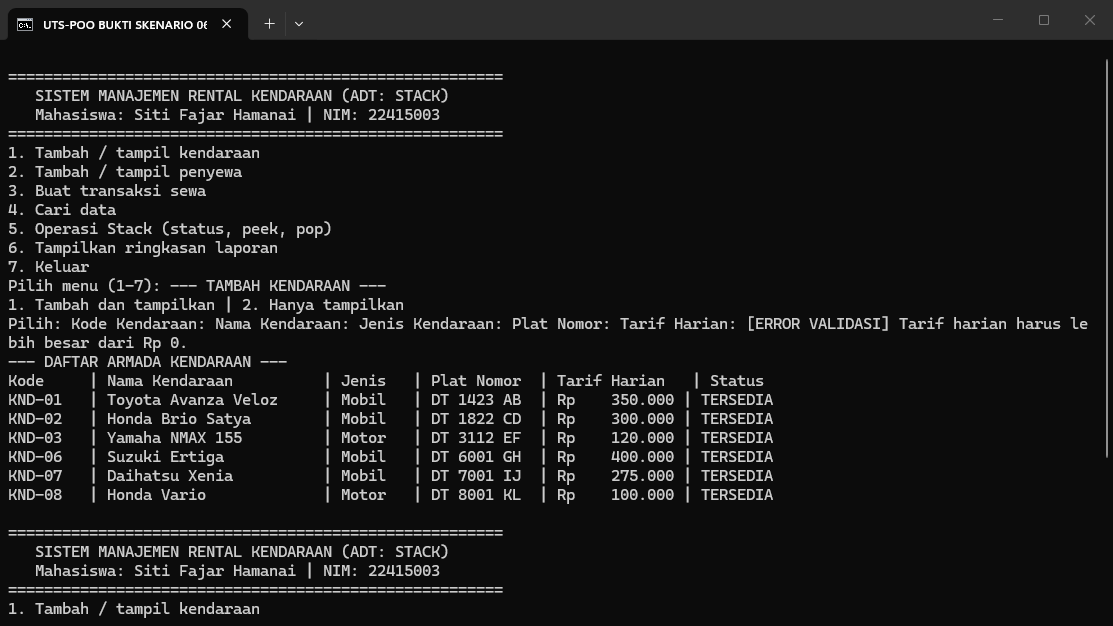 UTS-POO BUKTI SKENARIO 06
====================================================
SISTEM MANAJEMEN RENTAL KENDARAAN (ADT: STACK)
Mahasiswa: Siti Fajar Hamanai | NIM: 22415003
====================================================
1. Tambah / tampil kendaraan
2. Tambah / tampil penyewa
3. Buat transaksi sewa
4. Cari data
5. Operasi Stack (status, peek, pop)
6. Tampilkan ringkasan laporan
7. Keluar
Pilih menu (1-7): --- TAMBAH KENDARAAN ---
1. Tambah dan tampilkan | 2. Hanya tampilkan
Pilih: Kode Kendaraan: Nama Kendaraan: Jenis Kendaraan: Plat Nomor: Tarif Harian: [ERROR VALIDASI] Tarif harian harus le
bih besar dari Rp 0.
--- DAFTAR ARMADA KENDARAAN ---
Kode     | Nama Kendaraan          | Jenis   | Plat Nomor  | Tarif Harian   | Status
KND-01   | Toyota Avanza Veloz     | Mobil   | DT 1423 AB  | Rp    350.000 | TERSEDIA
KND-02   | Honda Brio Satya        | Mobil   | DT 1822 CD  | Rp    300.000 | TERSEDIA
KND-03   | Yamaha NMAX 155         | Motor   | DT 3112 EF  | Rp    120.000 | TERSEDIA
KND-06   | Suzuki Ertiga           | Mobil   | DT 6001 GH  | Rp    400.000 | TERSEDIA
KND-07   | Daihatsu Xenia          | Mobil   | DT 7001 IJ  | Rp    275.000 | TERSEDIA
KND-08   | Honda Vario             | Motor   | DT 8001 KL  | Rp    100.000 | TERSEDIA
=======================================================
SISTEM MANAJEMEN RENTAL KENDARAAN (ADT: STACK)
Mahasiswa: Siti Fajar Hamanai | NIM: 22415003
=======================================================
1. Tambah / tampil kendaraan